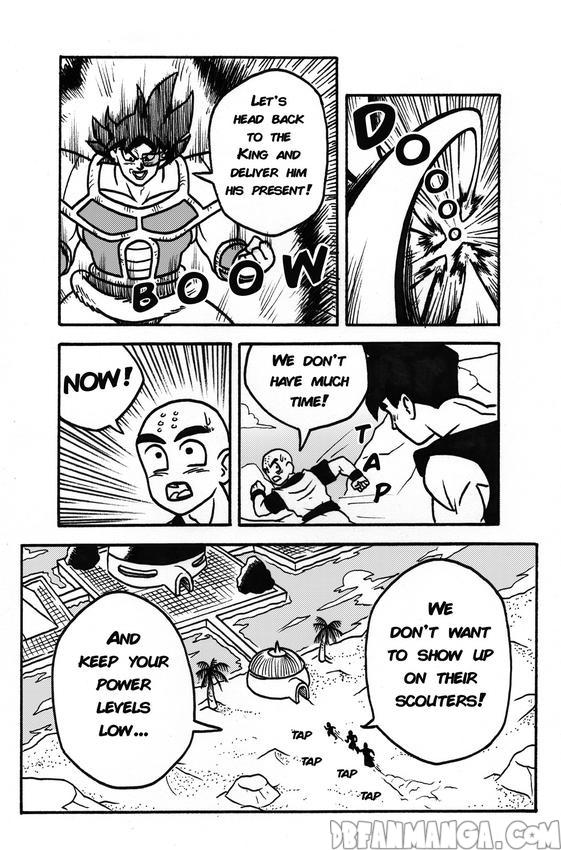 LET'S
HEAD BACK
TO THE
KING AND
DELIVER HIM
HIS PRESENT!
BOOW
DOOOOO
NOW!
WE DON'T
HAVE MUCH
TIME!
TAP
WE
DON'T WANT
TO SHOW UP
ON THEIR
SCOUTERS!
AND
KEEP YOUR
POWER
LEVELS
LOW...
TAP
TAP
TAP
TAP
DBFANMANGA.COM